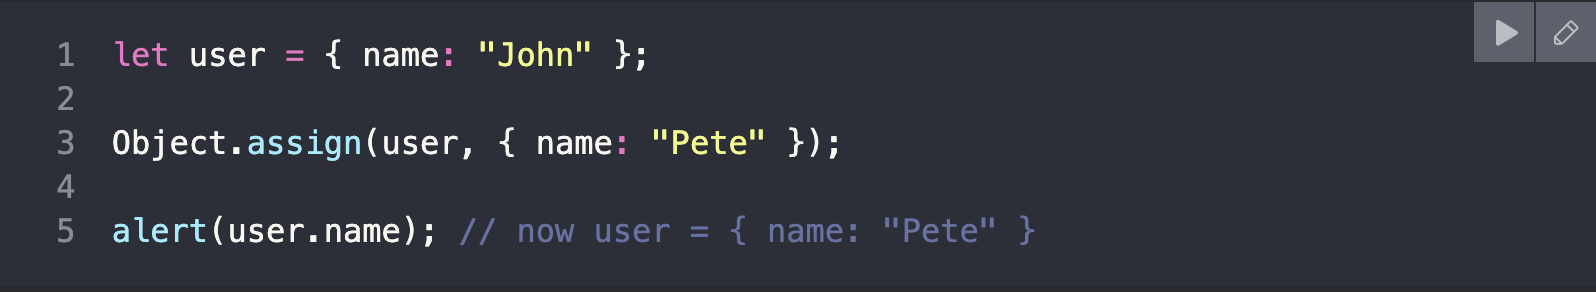 1 let user = { name: "John" };
2
3 Object.assign(user, { name: "Pete" });
4
5 alert(user.name); // now user = { name: "Pete" }